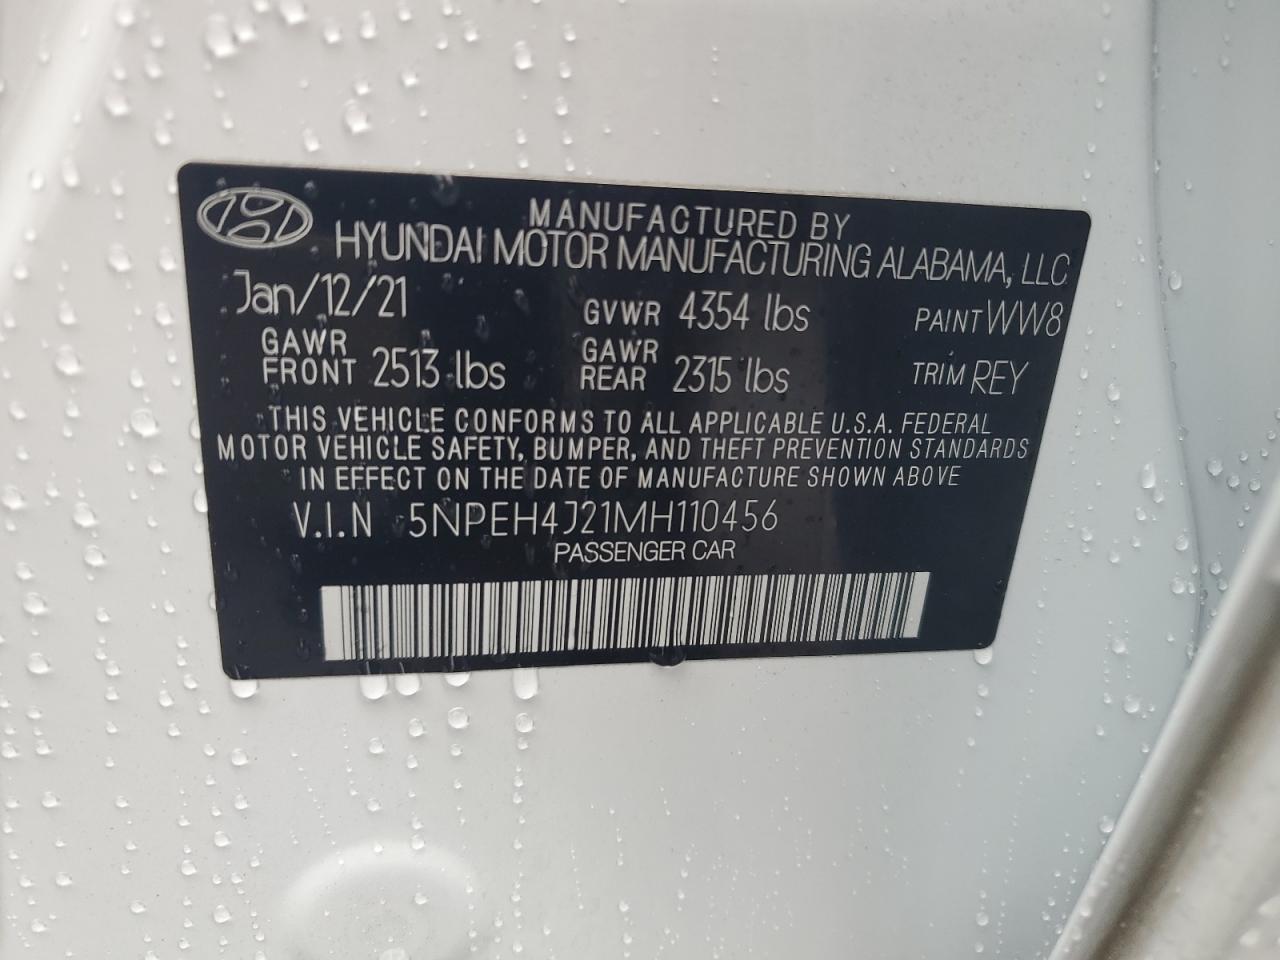 MANUFACTURED BY
HYUNDAI MOTOR MANUFACTURING ALABAMA, LLC
Jan/12/21 GVWR 4354 lbs PAINT WW8
GAWR FRONT 2513 lbs GAWR REAR 2315 lbs TRIM REY
THIS VEHICLE CONFORMS TO ALL APPLICABLE U.S.A. FEDERAL
MOTOR VEHICLE SAFETY, BUMPER, AND THEFT PREVENTION STANDARDS
IN EFFECT ON THE DATE OF MANUFACTURE SHOWN ABOVE
V.I.N 5NPEH4J21MH110456
PASSENGER CAR